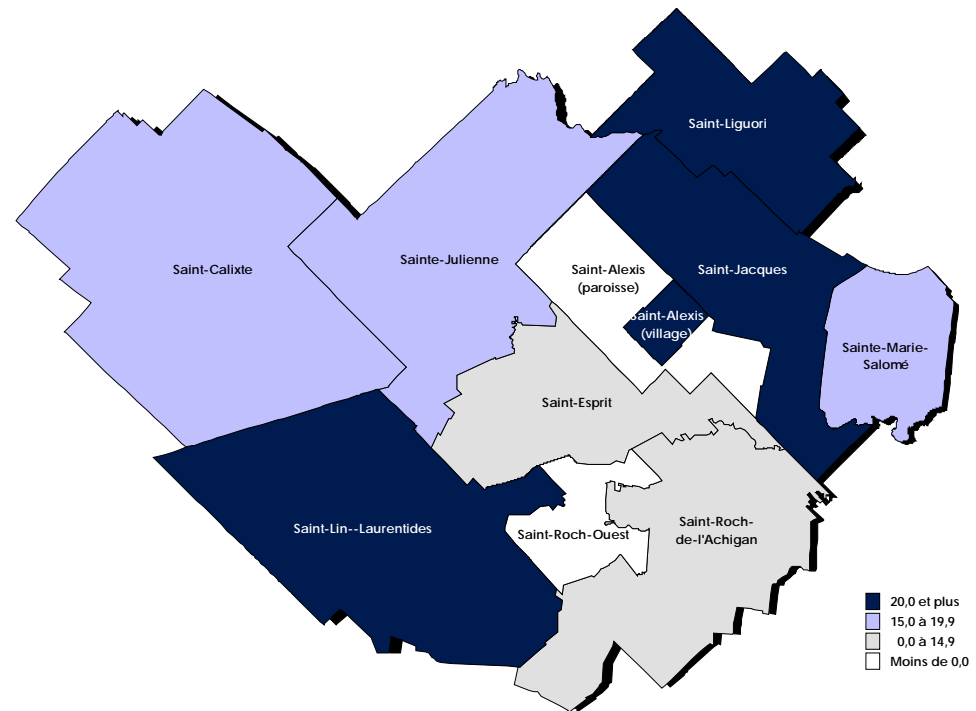 Saint-Liguori
Sainte-Julienne
Saint-Calixte
Saint-Alexis
(paroisse)
Saint-Jacques
Saint-Alexis
(village)
Sainte-Marie-
Salomé
Saint-Esprit
Saint-Lin--Laurentides
Saint-Roch-Ouest
Saint-Roch-
de-l'Achigan
20,0 et plus
15,0 à 19,9
0,0 à 14,9
Moins de 0,0